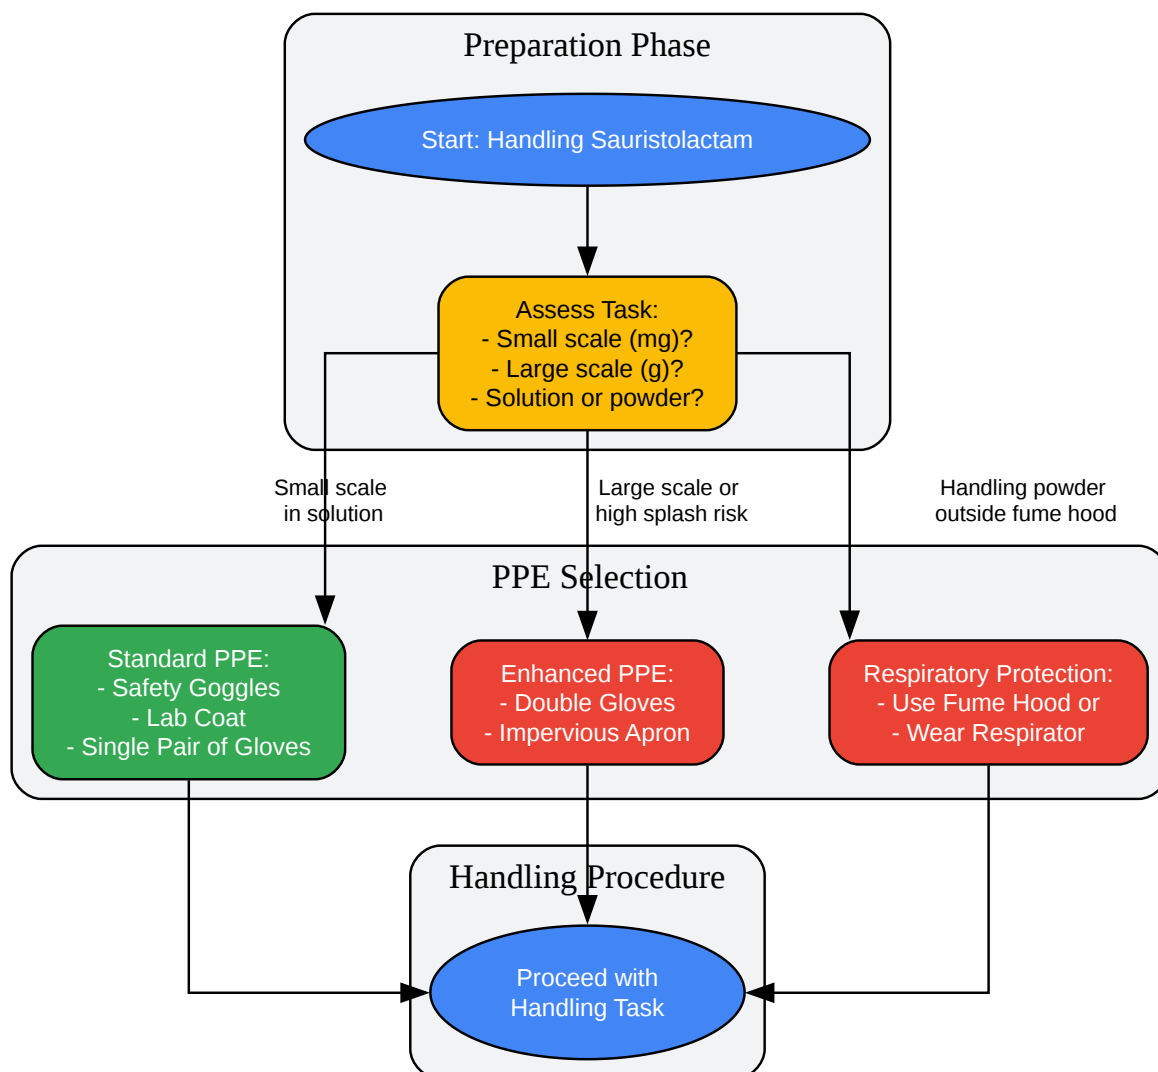 Preparation Phase
Start: Handling Sauristolactam
Assess Task:
- Small scale (mg)?
- Large scale (g)?
- Solution or powder?
Small scale
in solution
Large scale or
high splash risk
Handling powder
outside fume hood
PPE Selection
Standard PPE:
- Safety Goggles
- Lab Coat
- Single Pair of Gloves
Enhanced PPE:
- Double Gloves
- Impervious Apron
Respiratory Protection:
- Use Fume Hood or
- Wear Respirator
Handling Procedure
Proceed with
Handling Task